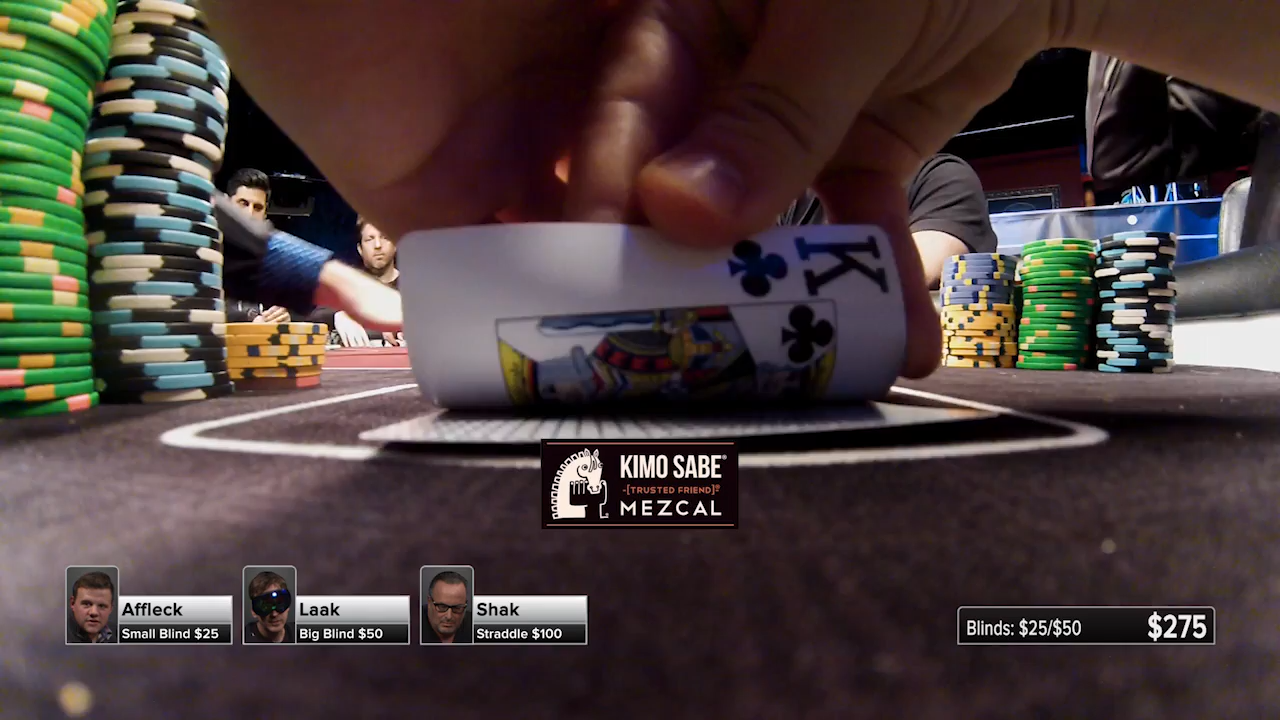 K
KIMO SABE®
-[TRUSTED FRIEND]®
MEZCAL
Affleck
Small Blind $25
Laak
Big Blind $50
Shak
Straddle $100
Blinds: $25/$50
$275